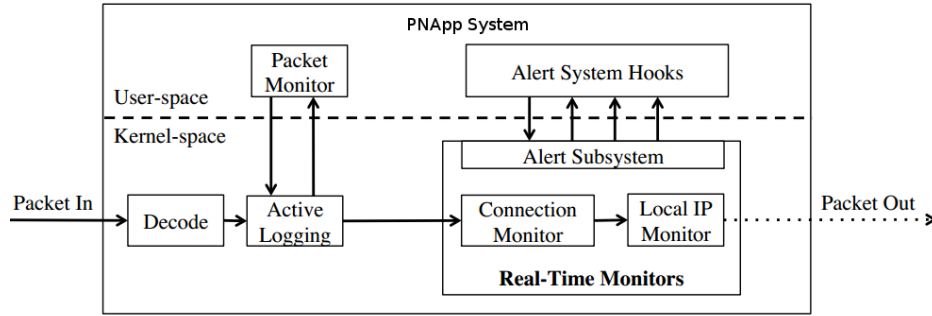 PNApp System
Packet
Monitor
Alert System Hooks
User-space
Kernel-space
Alert Subsystem
Packet In
Decode
Active
Logging
Connection
Monitor
Local IP
Monitor
Packet Out
Real-Time Monitors